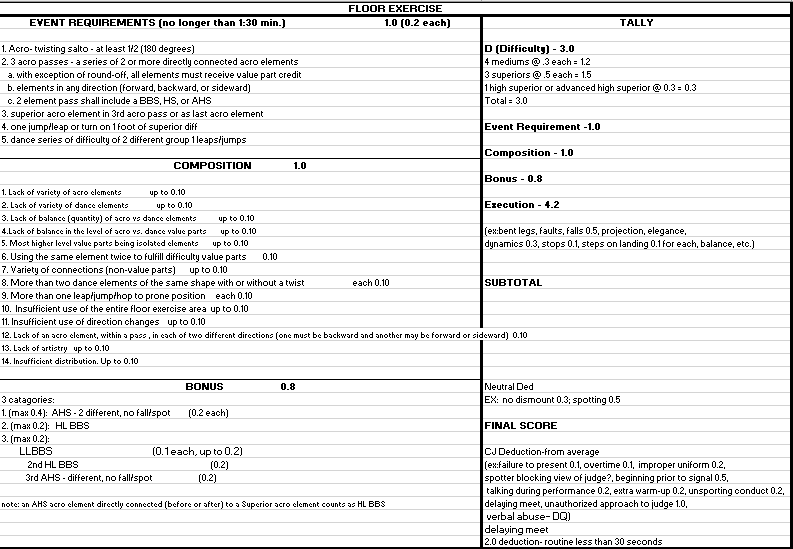 FLOOR EXERCISE
EVENT REQUIREMENTS (no longer than 1:30 min.) 1.0 (0.2 each)
1. Acro- twisting salto - at least 1/2 (180 degrees)
2. 3 acro passes - a series of 2 or more directly connected acro elements
a. with exception of round-off, all elements must receive value part credit
b. elements in any direction (forward, backward, or sideward)
c. 2 element pass shall include a BBS, HS, or AHS
3. superior acro element in 3rd acro pass or as last acro element
4. one jump/leap or turn on 1 foot of superior diff
5. dance series of difficulty of 2 different group 1 leaps/jumps
COMPOSITION 1.0
1. Lack of variety of acro elements up to 0.10
2. Lack of variety of dance elements up to 0.10
3. Lack of balance (quantity) of acro vs dance elements up to 0.10
4.Lack of balance in the level of acro vs. dance value parts up to 0.10
5. Most higher level value parts being isolated elements up to 0.10
6. Using the same element twice to fulfill difficulty value parts 0.10
7. Variety of connections (non-value parts) up to 0.10
8. More than two dance elements of the same shape with or without a twist each 0.10
9. More than one leap/jump/hop to prone position each 0.10
10. Insufficient use of the entire floor exercise area up to 0.10
11. Insufficient use of direction changes up to 0.10
12. Lack of an acro element, within a pass , in each of two different directions (one must be backward and another may be forward or sideward) 0.10
13. Lack of artistry up to 0.10
14. Insufficient distribution. Up to 0.10
BONUS 0.8
3 catagories:
1. (max 0.4): AHS - 2 different, no fall/spot (0.2 each)
2. (max 0.2): HL BBS
3. (max 0.2):
LLBBS (0.1 each, up to 0.2)
2nd HL BBS (0.2)
3rd AHS - different, no fall/spot (0.2)
note: an AHS acro element directly connected (before or after) to a Superior acro element counts as HL BBS
TALLY
D (Difficulty) - 3.0
4 mediums @ .3 each = 1.2
3 superiors @ .5 each = 1.5
1 high superior or advanced high superior @ 0.3 = 0.3
Total = 3.0
Event Requirement -1.0
Composition - 1.0
Bonus - 0.8
Execution - 4.2
(ex:bent legs, faults, falls 0.5, projection, elegance,
dynamics 0.3, stops 0.1, steps on landing 0.1 for each, balance, etc.)
SUBTOTAL
Neutral Ded
EX: no dismount 0.3; spotting 0.5
FINAL SCORE
CJ Deduction-from average
(ex:failure to present 0.1, overtime 0.1, improper uniform 0.2,
spotter blocking view of judge?, beginning prior to signal 0.5,
talking during performance 0.2, extra warm-up 0.2, unsporting conduct 0.2,
delaying meet, unauthorized approach to judge 1.0,
verbal abuse- DQ)
delaying meet
2.0 deduction- routine less than 30 seconds